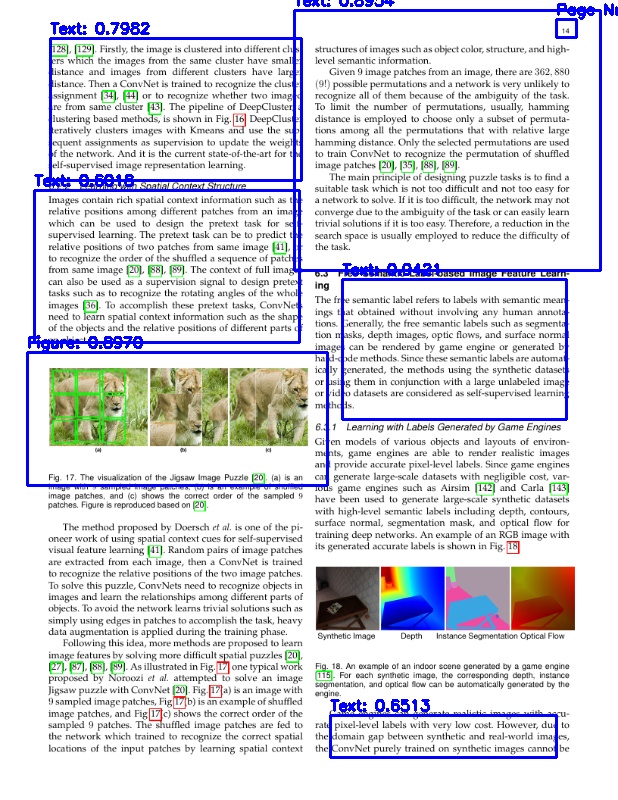 Text: 0.7982
Page Nu
14
[128], [129]. Firstly, the image is clustered into different clus
ers which the images from the same cluster have smalle
distance and images from different clusters have large
distance. Then a ConvNet is trained to recognize the cluste
assignment [34], [44] or to recognize whether two image
are from same cluster [43]. The pipeline of DeepCluster, a
clustering based methods, is shown in Fig. 16. DeepCluste
iteratively clusters images with Kmeans and use the sub
sequent assignments as supervision to update the weight
of the network. And it is the current state-of-the-art for the
self-supervised image representation learning.
with Spatial Context Structure
Images contain rich spatial context information such as the
relative positions among different patches from an image
which can be used to design the pretext task for self
supervised learning. The pretext task can be to predict the
relative positions of two patches from same image [41], o
to recognize the order of the shuffled a sequence of patches
from same image [20], [88], [89]. The context of full images
can also be used as a supervision signal to design pretext
tasks such as to recognize the rotating angles of the whole
images [36]. To accomplish these pretext tasks, ConvNets
need to learn spatial context information such as the shape
of the objects and the relative positions of different parts of
Figure: 0.8970
(a)
(b)
(c)
Fig. 17. The visualization of the Jigsaw Image Puzzle [20]. (a) is an
image with 9 sampled image patches, (b) is an example of shuffled
image patches, and (c) shows the correct order of the sampled 9
patches. Figure is reproduced based on [20].
The method proposed by Doersch et al. is one of the pi-
oneer work of using spatial context cues for self-supervised
visual feature learning [41]. Random pairs of image patches
are extracted from each image, then a ConvNet is trained
to recognize the relative positions of the two image patches.
To solve this puzzle, ConvNets need to recognize objects in
images and learn the relationships among different parts of
objects. To avoid the network learns trivial solutions such as
simply using edges in patches to accomplish the task, heavy
data augmentation is applied during the training phase.
Following this idea, more methods are proposed to learn
image features by solving more difficult spatial puzzles [20],
[27], [87], [88], [89]. As illustrated in Fig. 17, one typical work
proposed by Noroozi et al. attempted to solve an image
Jigsaw puzzle with ConvNet [20]. Fig. 17(a) is an image with
9 sampled image patches, Fig. 17(b) is an example of shuffled
image patches, and Fig. 17(c) shows the correct order of the
sampled 9 patches. The shuffled image patches are fed to
the network which trained to recognize the correct spatial
locations of the input patches by learning spatial context
structures of images such as object color, structure, and high-
level semantic information.
Given 9 image patches from an image, there are 362,880
(9!) possible permutations and a network is very unlikely to
recognize all of them because of the ambiguity of the task.
To limit the number of permutations, usually, hamming
distance is employed to choose only a subset of permuta-
tions among all the permutations that with relative large
hamming distance. Only the selected permutations are used
to train ConvNet to recognize the permutation of shuffled
image patches [20], [35], [88], [89].
The main principle of designing puzzle tasks is to find a
suitable task which is not too difficult and not too easy for
a network to solve. If it is too difficult, the network may not
converge due to the ambiguity of the task or can easily learn
trivial solutions if it is too easy. Therefore, a reduction in the
search space is usually employed to reduce the difficulty of
the task.
6.3 Free Semantic Label-based Image Feature Learn-
ing
The free semantic label refers to labels with semantic mean-
ings that obtained without involving any human annota-
tions. Generally, the free semantic labels such as segmenta-
tion masks, depth images, optic flows, and surface normal
images can be rendered by game engine or generated by
hard-code methods. Since these semantic labels are automat-
ically generated, the methods using the synthetic datasets
or using them in conjunction with a large unlabeled image
or video datasets are considered as self-supervised learning
methods.
6.3.1 Learning with Labels Generated by Game Engines
Given models of various objects and layouts of environ-
ments, game engines are able to render realistic images
and provide accurate pixel-level labels. Since game engines
can generate large-scale datasets with negligible cost, var-
ious game engines such as Airsim [142] and Carla [143]
have been used to generate large-scale synthetic datasets
with high-level semantic labels including depth, contours,
surface normal, segmentation mask, and optical flow for
training deep networks. An example of an RGB image with
its generated accurate labels is shown in Fig. 18.
Synthetic Image Depth Instance Segmentation Optical Flow
Fig. 18. An example of an indoor scene generated by a game engine
[115]. For each synthetic image, the corresponding depth, instance
segmentation, and optical flow can be automatically generated by the
engine.
Text: 0.6513
rate pixel-level labels with very low cost. However, due to
the domain gap between synthetic and real-world images,
the ConvNet purely trained on synthetic images cannot be